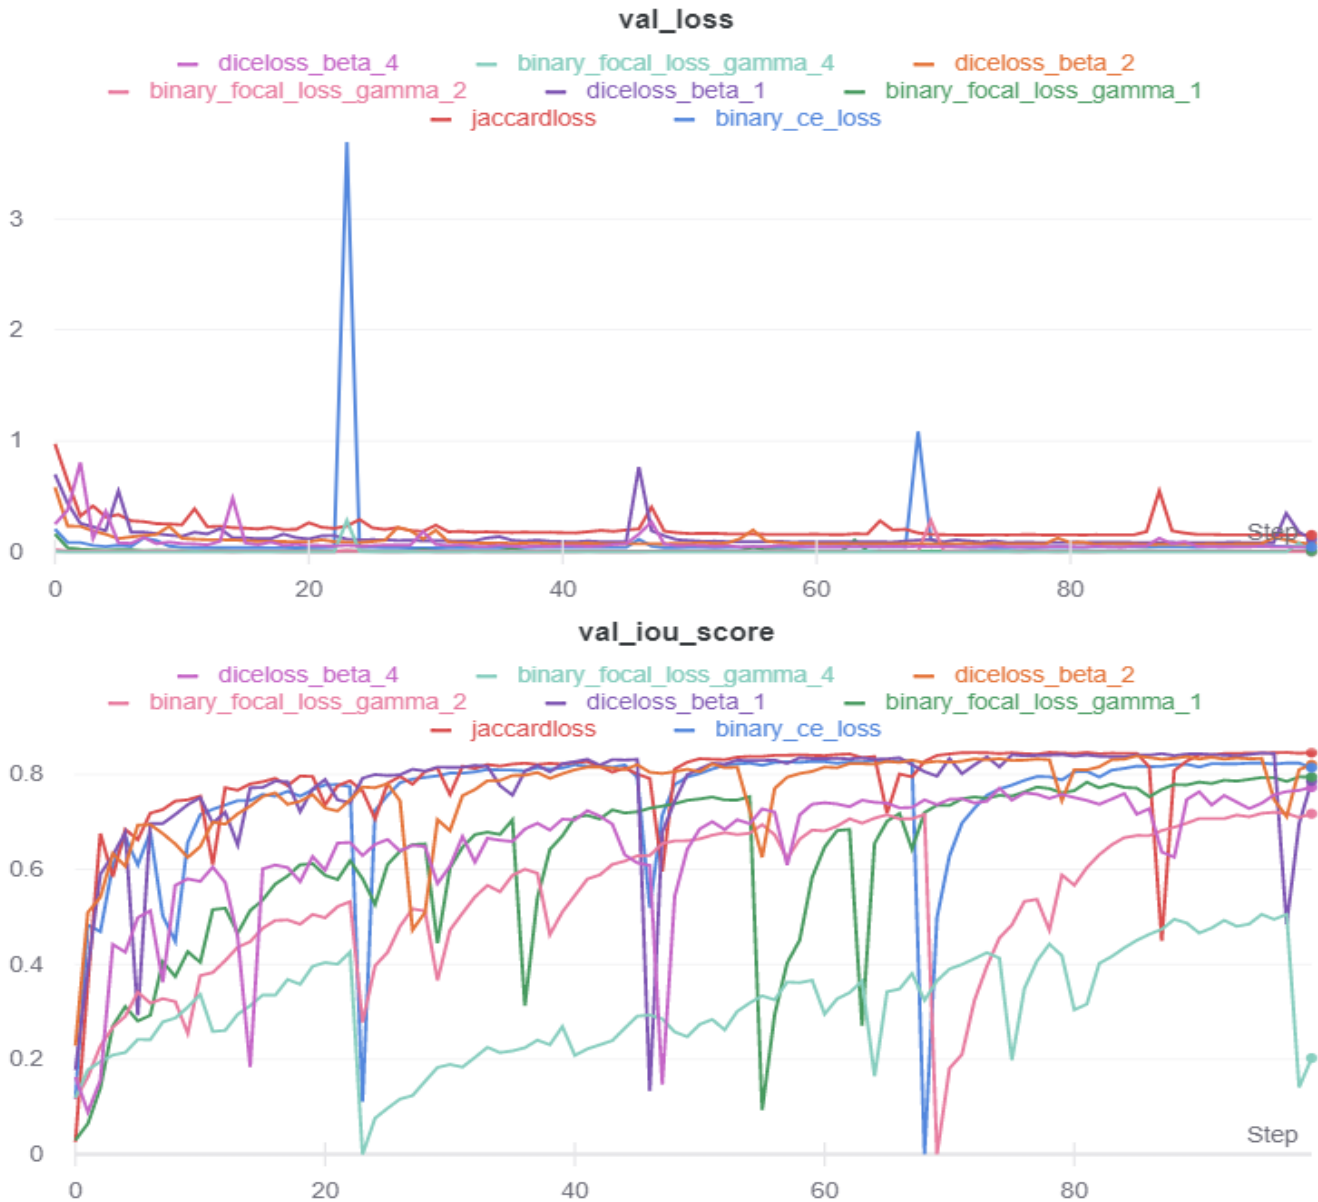 val_loss
diceloss_beta_4 binary_focal_loss_gamma_4 diceloss_beta_2
binary_focal_loss_gamma_2 diceloss_beta_1 binary_focal_loss_gamma_1
jaccardloss binary_ce_loss
3
2
1
Step
0
0 20 40 60 80
val_iou_score
diceloss_beta_4 binary_focal_loss_gamma_4 diceloss_beta_2
binary_focal_loss_gamma_2 diceloss_beta_1 binary_focal_loss_gamma_1
jaccardloss binary_ce_loss
0.8
0.6
0.4
0.2
Step
0
0 20 40 60 80